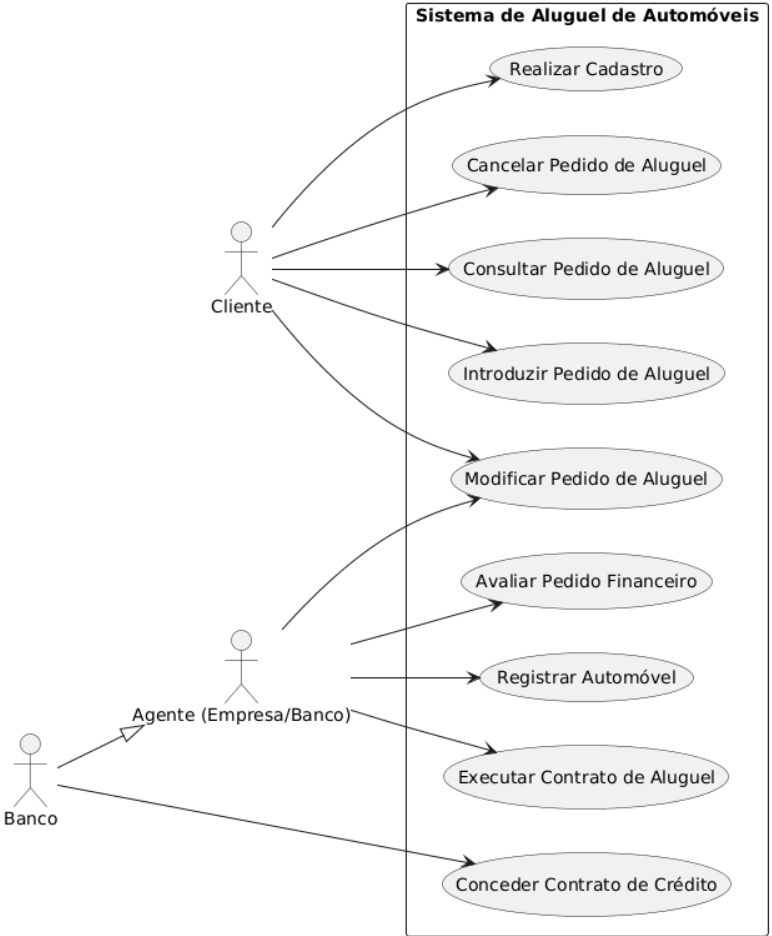 Sistema de Aluguel de Automóveis
Realizar Cadastro
Cancelar Pedido de Aluguel
Consultar Pedido de Aluguel
Cliente
Introduzir Pedido de Aluguel
Modificar Pedido de Aluguel
Avaliar Pedido Financeiro
Registrar Automóvel
Agente (Empresa/Banco)
Executar Contrato de Aluguel
Banco
Conceder Contrato de Crédito